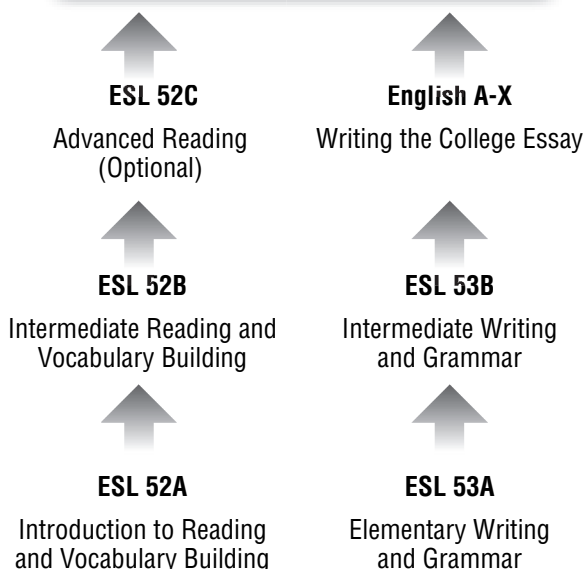 ESL 52C
Advanced Reading
(Optional)
English A-X
Writing the College Essay
ESL 52B
Intermediate Reading and
Vocabulary Building
ESL 53B
Intermediate Writing
and Grammar
ESL 52A
Introduction to Reading
and Vocabulary Building
ESL 53A
Elementary Writing
and Grammar